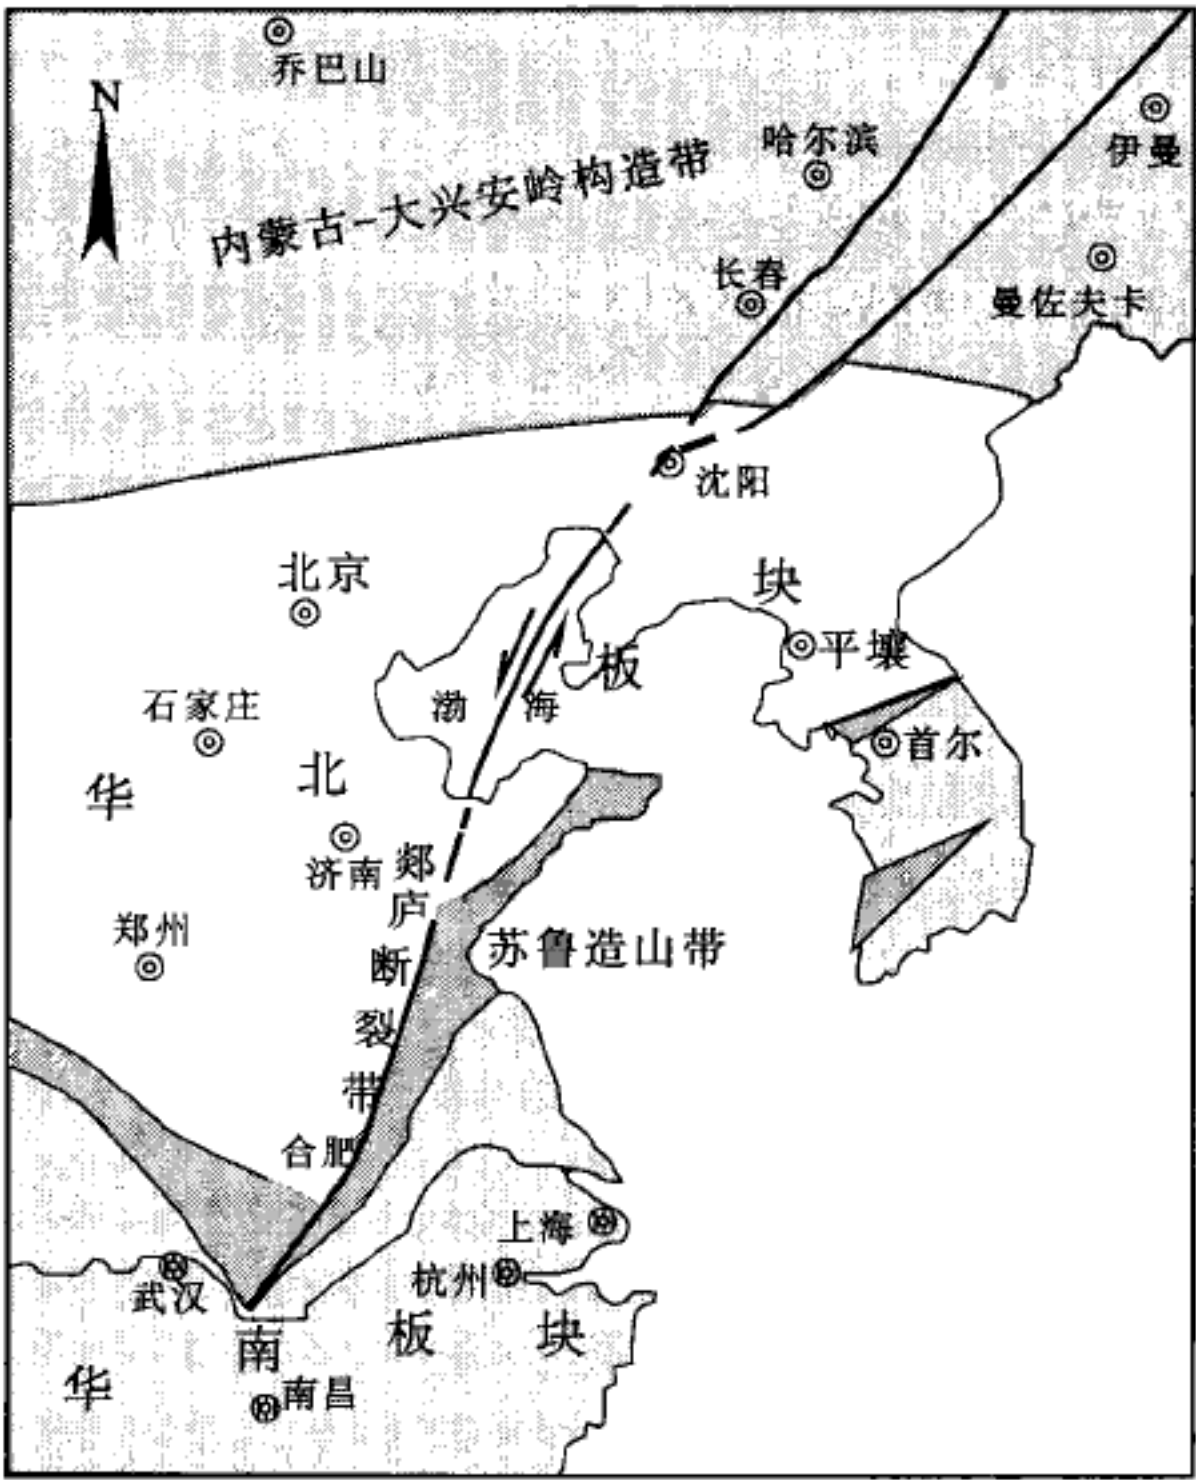 乔巴山
N
哈尔滨
伊曼
内蒙古-大兴安岭构造带
长春
曼佐夫卡
沈阳
北京
块
平壤
板
石家庄
渤海
首尔
北
华
济南
郯庐断裂带
郑州
苏鲁造山带
合肥
上海
杭州
武汉
南
板
块
华
南昌